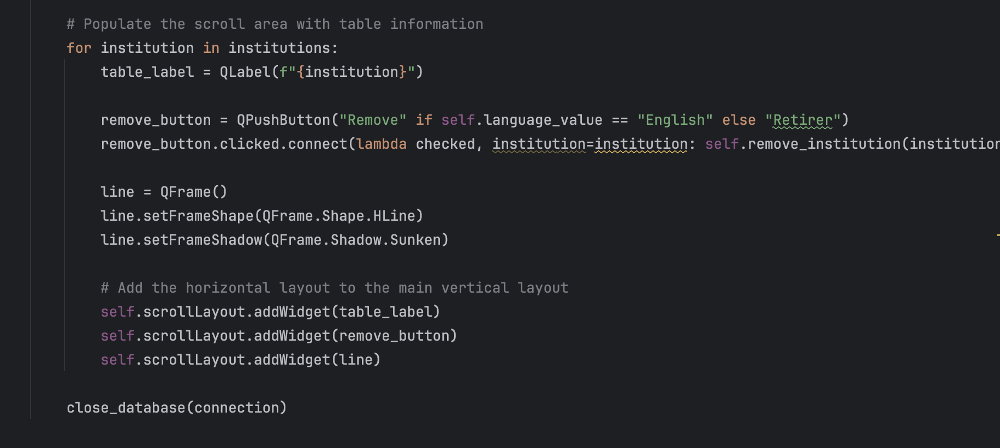 # Populate the scroll area with table information
for institution in institutions:
table_label = QLabel(f"{institution}")
remove_button = QPushButton("Remove" if self.language_value == "English" else "Retirer")
remove_button.clicked.connect(lambda checked, institution=institution: self.remove_institution(institution
line = QFrame()
line.setFrameShape(QFrame.Shape.HLine)
line.setFrameShadow(QFrame.Shadow.Sunken)
# Add the horizontal layout to the main vertical layout
self.scrollLayout.addWidget(table_label)
self.scrollLayout.addWidget(remove_button)
self.scrollLayout.addWidget(line)
close_database(connection)